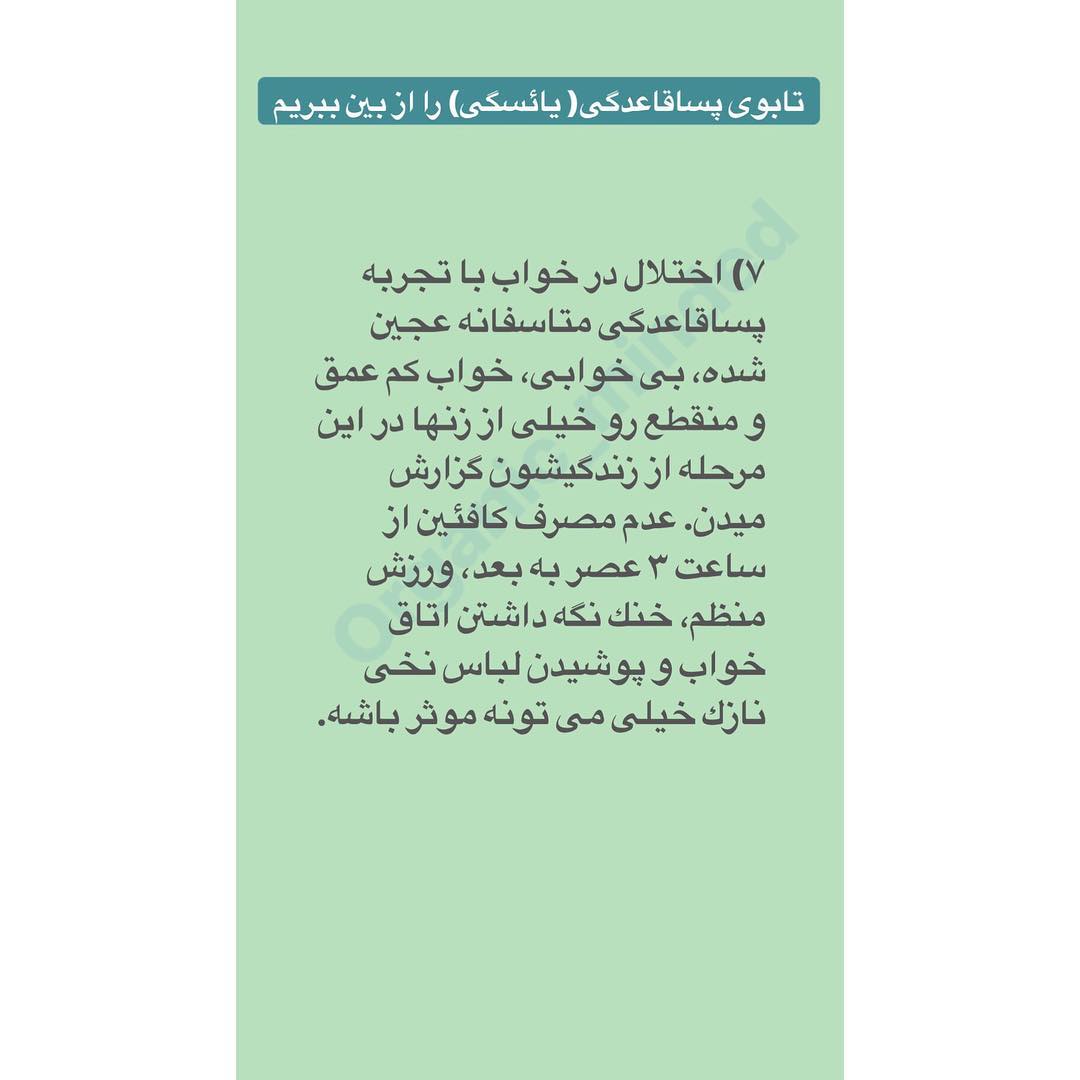 تابوی پساقاعدگی( یائسگی) را از بین ببریم
۷) اختلال در خواب با تجربه
پساقاعدگی متاسفانه عجین
شده، بی خوابی، خواب کم عمق
و منقطع رو خیلی از زنها در این
مرحله از زندگیشون گزارش
میدن. عدم مصرف کافئین از
ساعت ۳ عصر به بعد، ورزش
منظم، خنك نگه داشتن اتاق
خواب و پوشیدن لباس نخی
نازك خیلی می تونه موثر باشه.